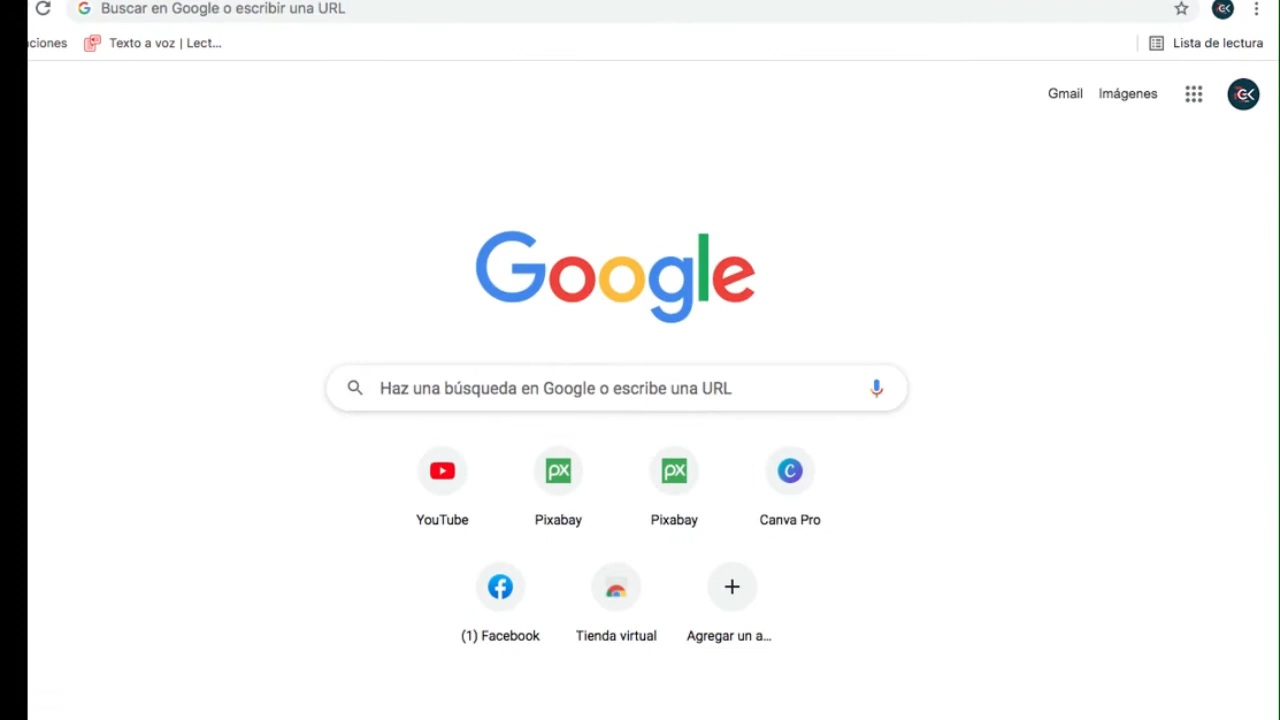 Buscar en Google o escribir una URL
ciones
Texto a voz | Lect...
Lista de lectura
Gmail
Imágenes
Google
Haz una búsqueda en Google o escribe una URL
YouTube
Pixabay
Pixabay
Canva Pro
(1) Facebook
Tienda virtual
Agregar un a...